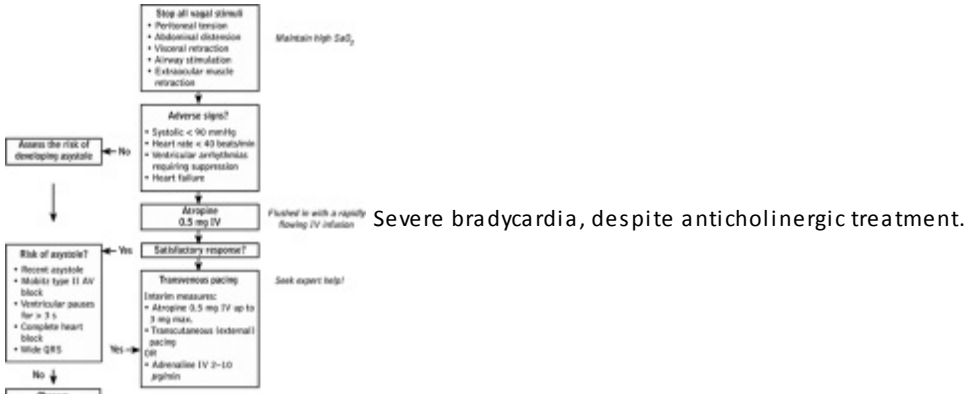 Stop all vagal stimuli
• Peritoneal tension
• Abdominal distension
• Visceral retraction
• Airway stimulation
• Extraocular muscle
retraction
Maintain high SaO2
Adverse signs?
• Systolic < 90 mmHg
• Heart rate < 40 beats/min
• Ventricular arrhythmias
requiring suppression
• Heart failure
No
Assess the risk of
developing asystole
Atropine
0.5 mg IV
Flushed in with a rapidly
flowing IV infusion
Severe bradycardia, despite anticholinergic treatment.
Satisfactory response?
Yes
Risk of asystole?
• Recent asystole
• Mobitz type II AV
block
• Ventricular pauses
for > 3 s
• Complete heart
block
• Wide QRS
Transvenous pacing
Interim measures:
• Atropine 0.5 mg IV up to
3 mg max.
• Transcutaneous (external)
pacing
OR
• Adrenaline IV 2–10
µg/min
Seek expert help!
Yes
No